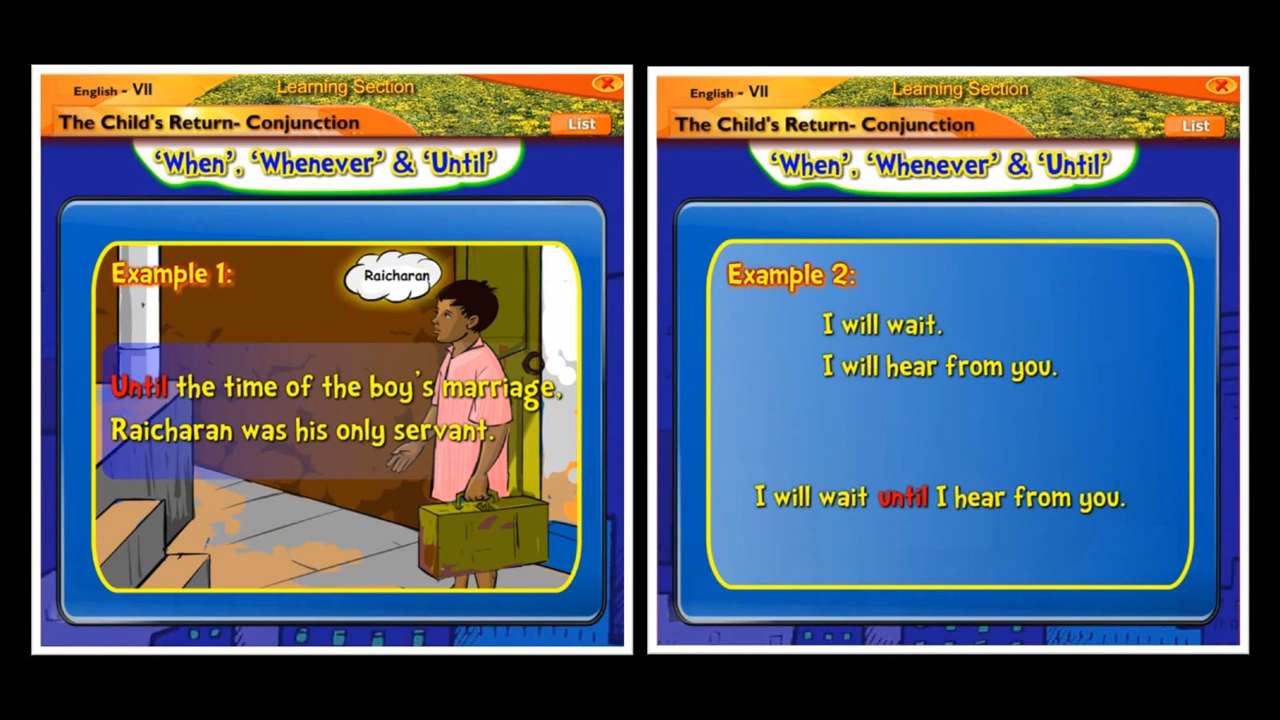 English - VII
Learning Section
The Child's Return- Conjunction
List
‘When’, ‘Whenever’ & ‘Until’
Example 1:
Raicharan
Until the time of the boy's marriage,
Raicharan was his only servant.
English - VII
Learning Section
The Child's Return- Conjunction
List
‘When’, ‘Whenever’ & ‘Until’
Example 2:
I will wait.
I will hear from you.
I will wait until I hear from you.